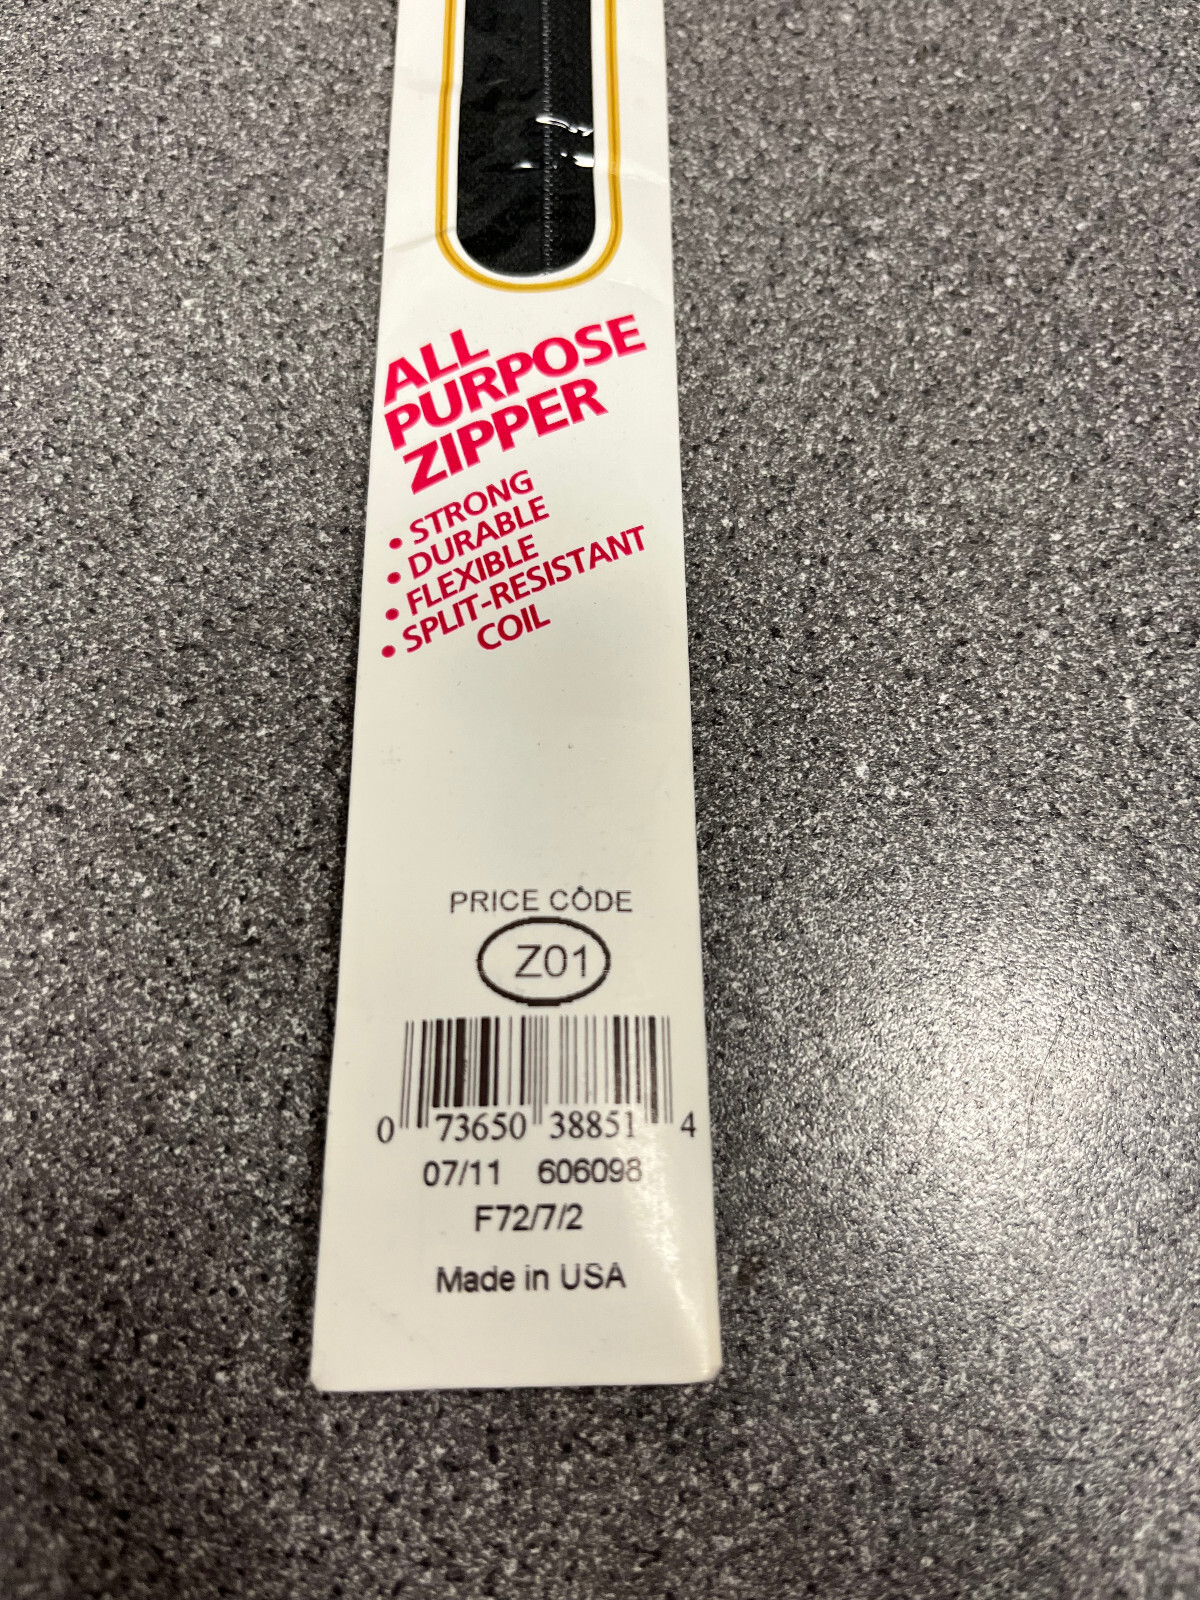 ALL
PURPOSE
ZIPPER
• STRONG
• DURABLE
• FLEXIBLE
• SPLIT-RESISTANT
COIL
PRICE CODE
Z01
0 73650 38851 4
07/11 606098
F72/7/2
Made in USA